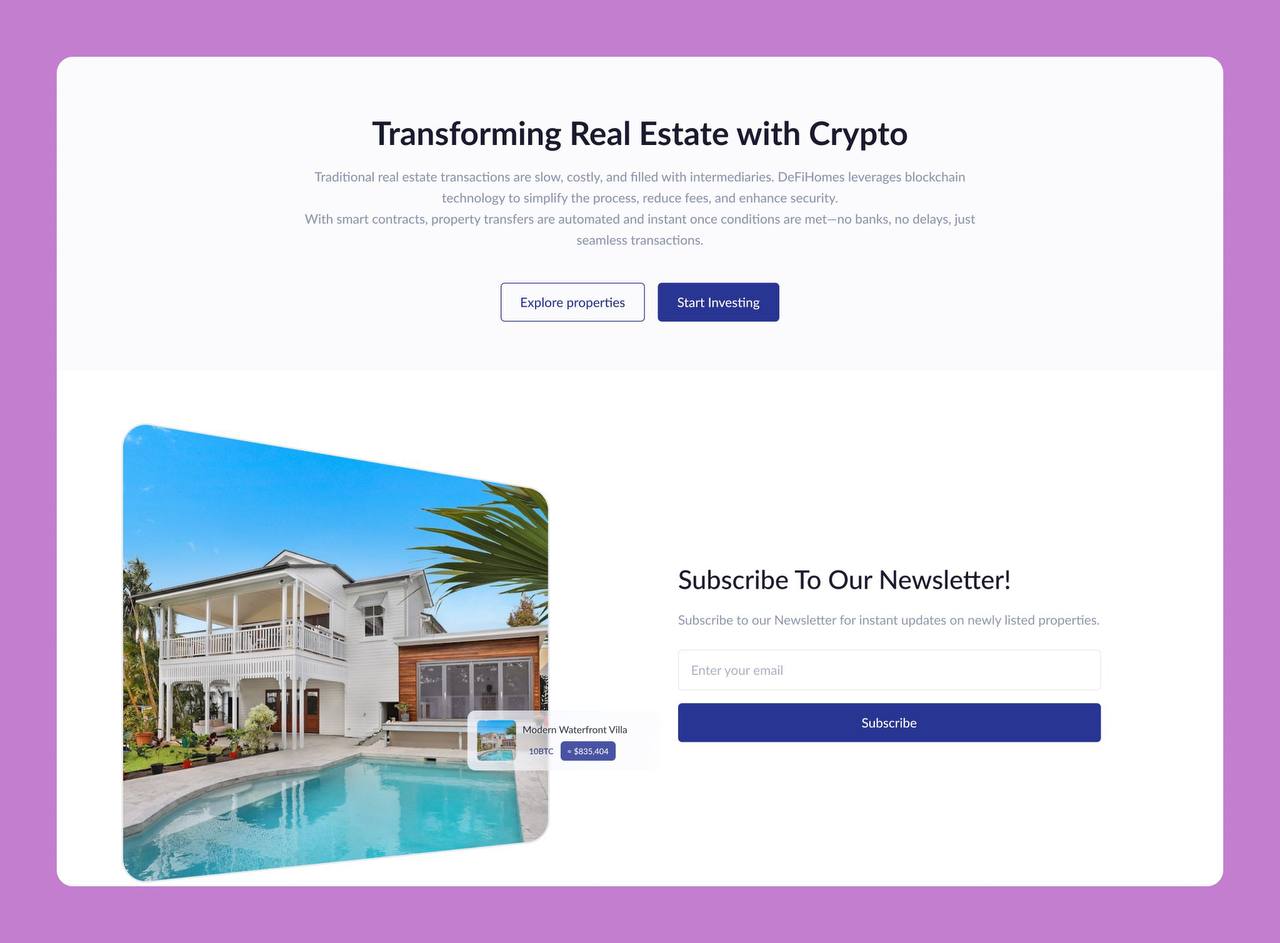 Transforming Real Estate with Crypto
Traditional real estate transactions are slow, costly, and filled with intermediaries. DeFiHomes leverages blockchain
technology to simplify the process, reduce fees, and enhance security.
With smart contracts, property transfers are automated and instant once conditions are met—no banks, no delays, just
seamless transactions.
Explore properties
Start Investing
Modern Waterfront Villa
10BTC
≈ $835,404
Subscribe To Our Newsletter!
Subscribe to our Newsletter for instant updates on newly listed properties.
Enter your email
Subscribe